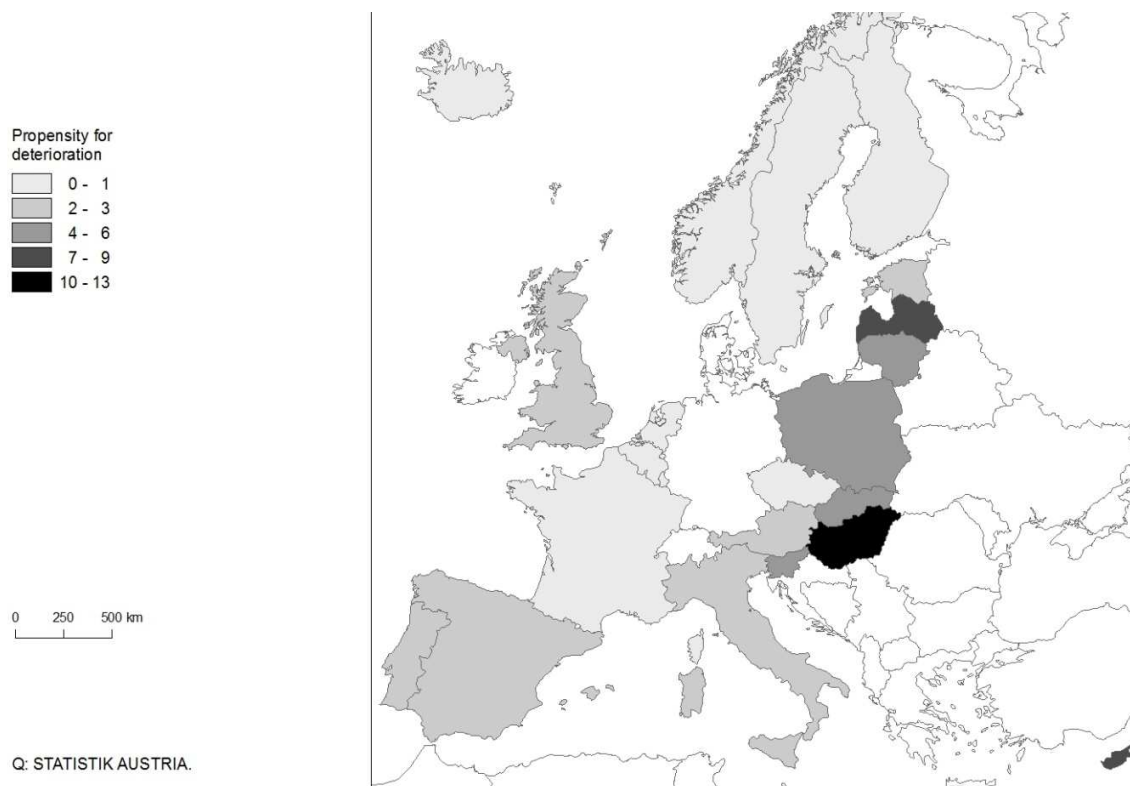 Propensity for
deterioration
0 - 1
2 - 3
4 - 6
7 - 9
10 - 13
0 250 500 km
Q: STATISTIK AUSTRIA.